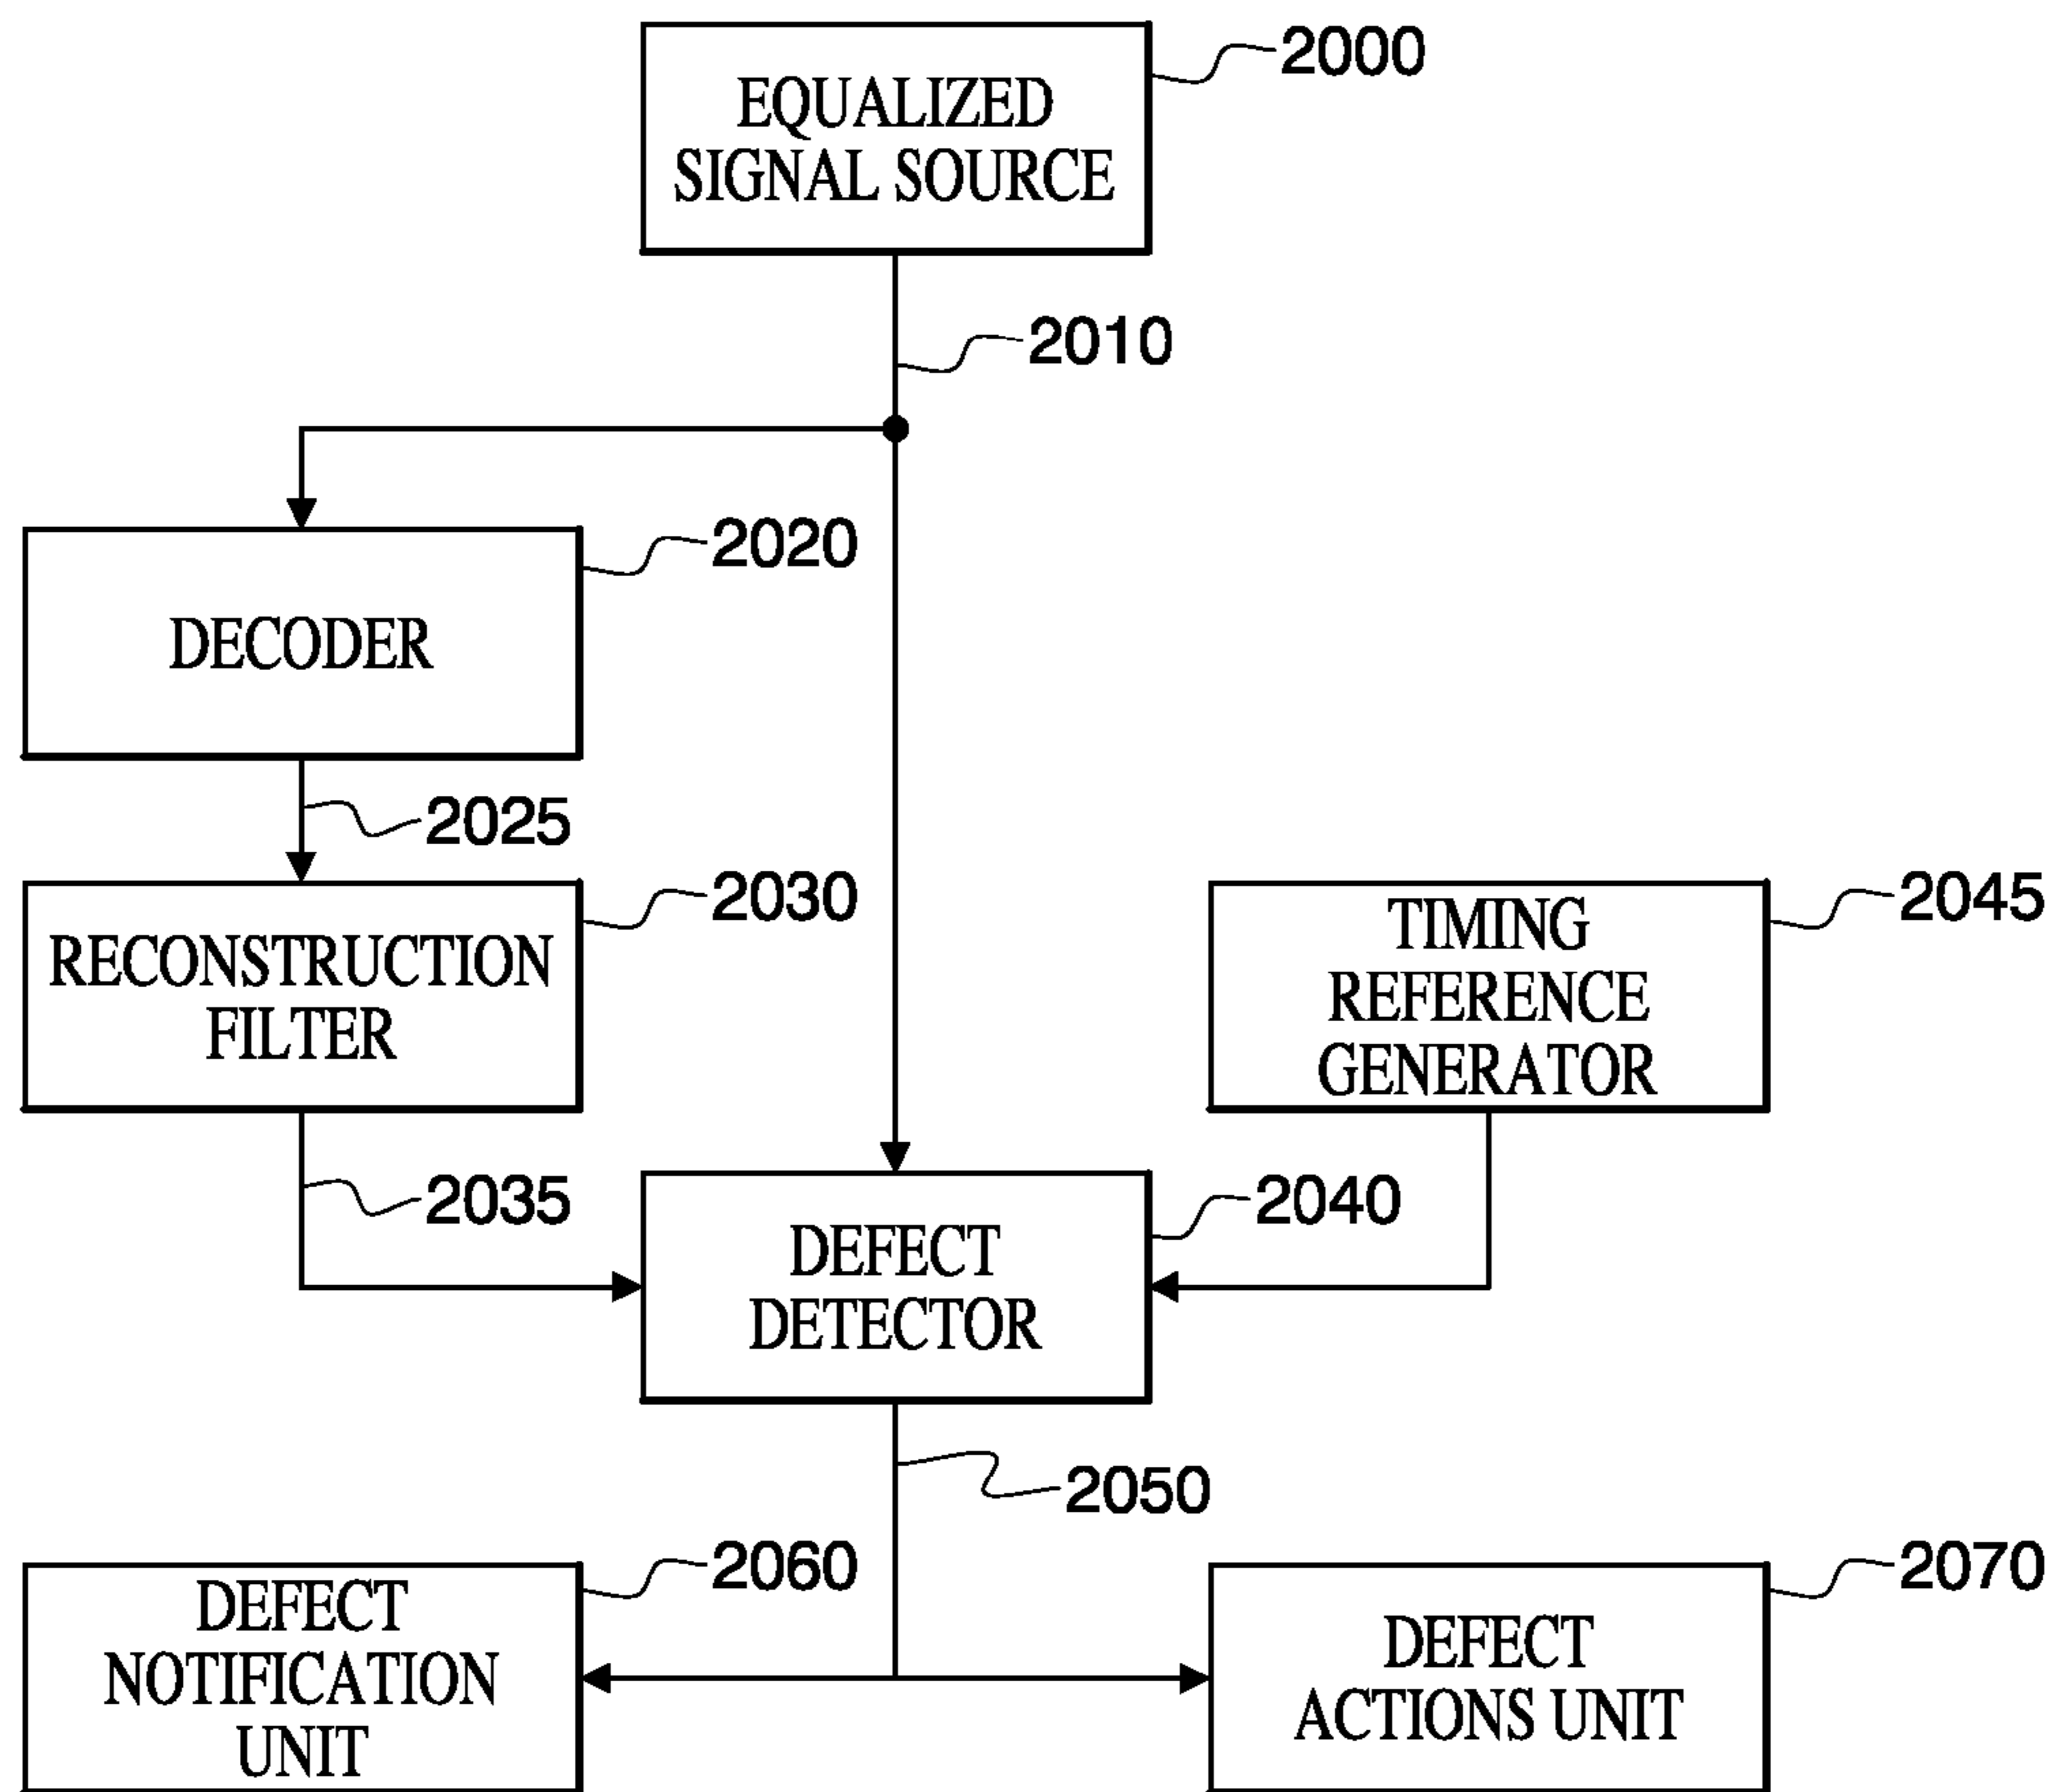 EQUALIZED
SIGNAL SOURCE
2000
2010
2020
DECODER
2025
2030
RECONSTRUCTION
FILTER
2045
TIMING
REFERENCE
GENERATOR
2035
2040
DEFECT
DETECTOR
2050
2060
DEFECT
NOTIFICATION
UNIT
2070
DEFECT
ACTIONS UNIT